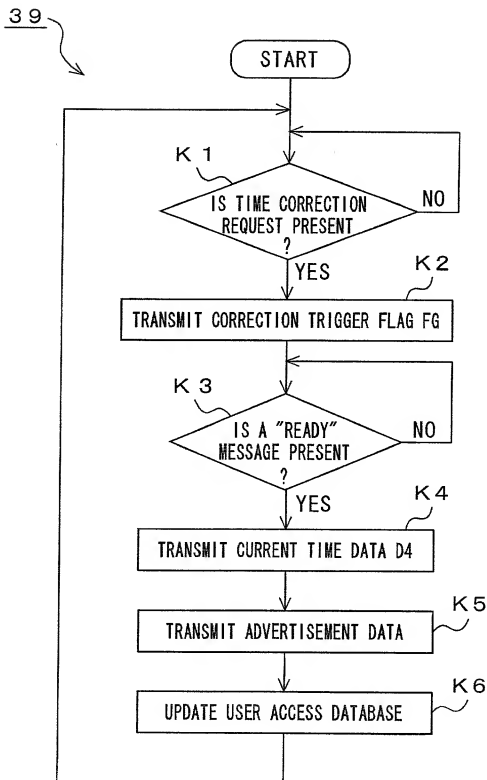 39
START
K1
IS TIME CORRECTION
REQUEST PRESENT
?
NO
YES
K2
TRANSMIT CORRECTION TRIGGER FLAG FG
K3
IS A "READY"
MESSAGE PRESENT
?
NO
YES
K4
TRANSMIT CURRENT TIME DATA D4
K5
TRANSMIT ADVERTISEMENT DATA
K6
UPDATE USER ACCESS DATABASE